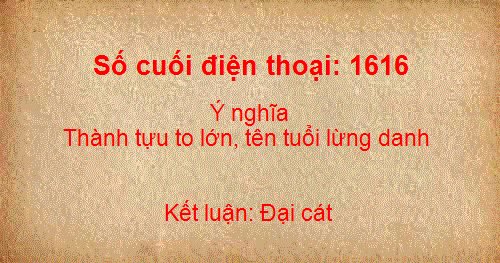 Số cuối điện thoại: 1616
Ý nghĩa
Thành tựu to lớn, tên tuổi lừng danh
Kết luận: Đại cát